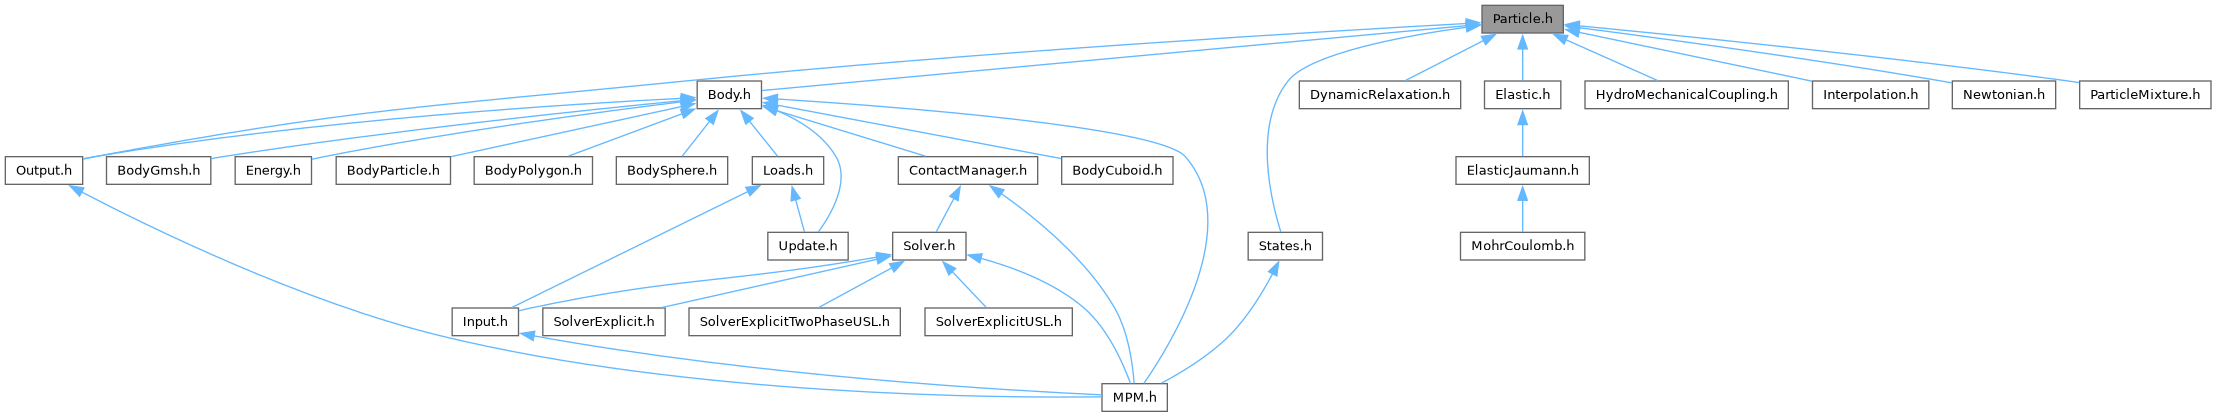 Particle.h
Body.h
DynamicRelaxation.h
Elastic.h
HydroMechanicalCoupling.h
Interpolation.h
Newtonian.h
ParticleMixture.h
Output.h
BodyGmsh.h
Energy.h
BodyParticle.h
BodyPolygon.h
BodySphere.h
Loads.h
ContactManager.h
BodyCuboid.h
ElasticJaumann.h
Update.h
Solver.h
States.h
MohrCoulomb.h
Input.h
SolverExplicit.h
SolverExplicitTwoPhaseUSL.h
SolverExplicitUSL.h
MPM.h